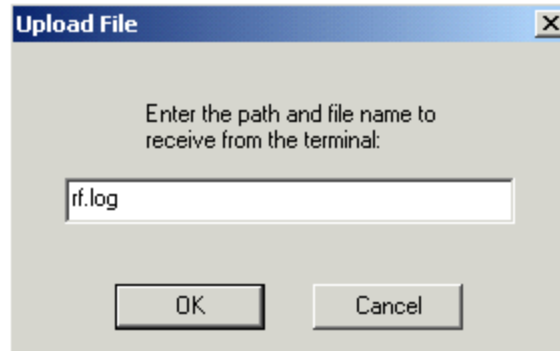 Upload File
Enter the path and file name to
receive from the terminal:
rf.log
OK
Cancel